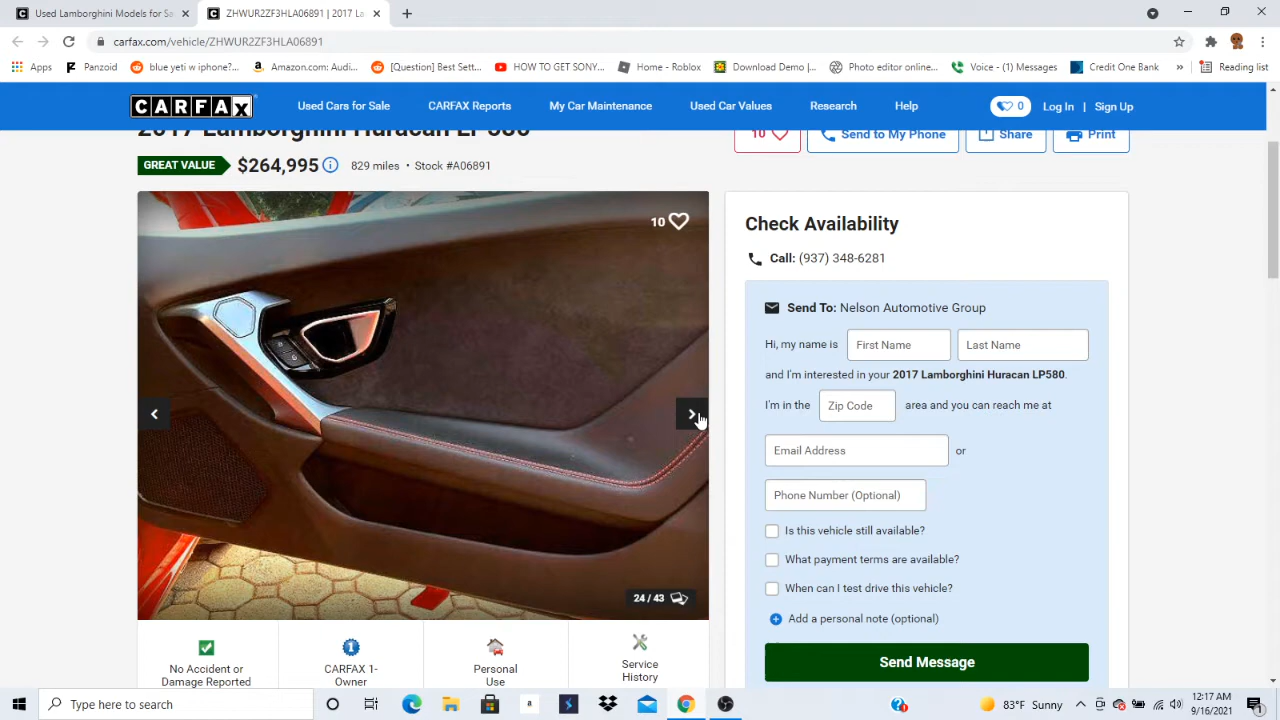 Used Lamborghini Models for Sa
ZHWUR2ZF3HLA06891 | 2017 La
carfax.com/vehicle/ZHWUR2ZF3HLA06891
Apps
Panzoid
blue yeti w iphone?...
Amazon.com: Audi...
[Question] Best Sett...
HOW TO GET SONY...
Home - Roblox
Download Demo |...
Photo editor online...
Voice - (1) Messages
Credit One Bank
»
Reading list
CARFAX
Used Cars for Sale
CARFAX Reports
My Car Maintenance
Used Car Values
Research
Help
0
Log In | Sign Up
2017 Lamborghini Huracan LP580
10
Send to My Phone
Share
Print
GREAT VALUE
$264,995
829 miles • Stock #A06891
10
24 / 43
No Accident or
Damage Reported
CARFAX 1-
Owner
Personal
Use
Service
History
Check Availability
Call: (937) 348-6281
Send To: Nelson Automotive Group
Hi, my name is First Name Last Name
and I'm interested in your 2017 Lamborghini Huracan LP580.
I'm in the Zip Code area and you can reach me at
Email Address or
Phone Number (Optional)
Is this vehicle still available?
What payment terms are available?
When can I test drive this vehicle?
Add a personal note (optional)
Send Message
Type here to search
83°F Sunny
12:17 AM
9/16/2021